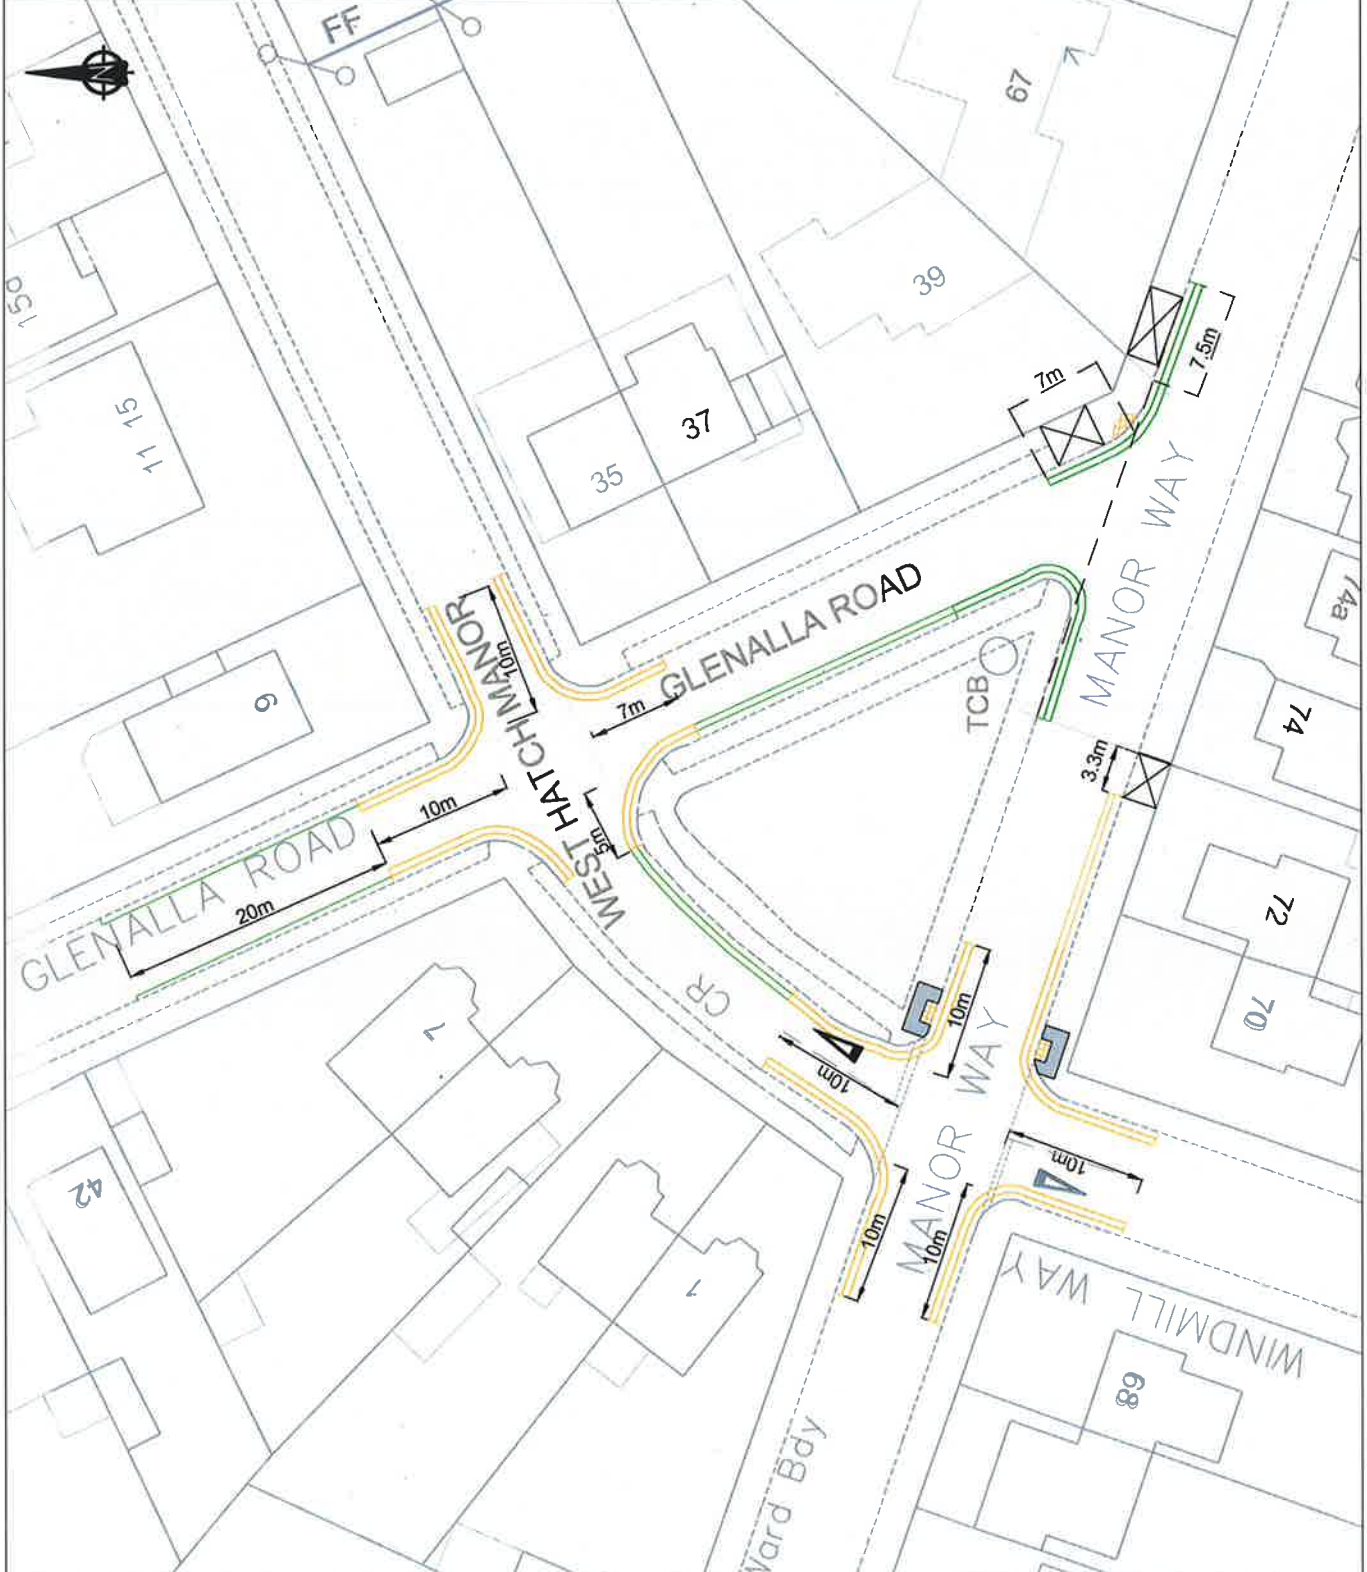 FF
N
67
15a
39
11 15
37
35
7m
7.5m
MANOR WAY
GLENALLA ROAD
WEST HATCH MANOR
10m
7m
6
TCB
74a
74
3.3m
10m
5m
GLENALLA ROAD
20m
72
CR
70
10m
10m
7
MANOR WAY
42
10m
10m
10m
1
WINDMILL WAY
68
Ward Bdy